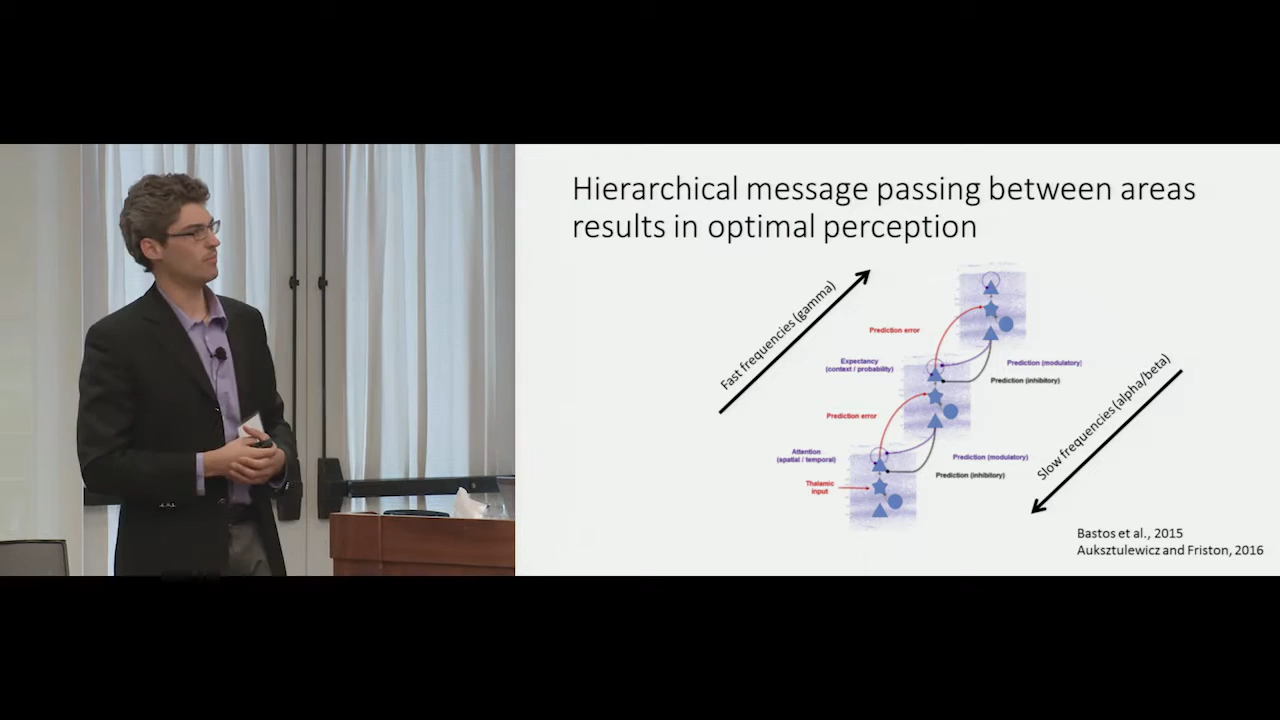 Hierarchical message passing between areas
results in optimal perception
Fast frequencies (gamma)
Prediction error
Expectancy
(context / probability)
Prediction (modulatory)
Prediction (inhibitory)
Prediction error
Attention
(spatial / temporal)
Prediction (modulatory)
Prediction (inhibitory)
Thalamic
input
Slow frequencies (alpha/beta)
Bastos et al., 2015
Auksztulewicz and Friston, 2016